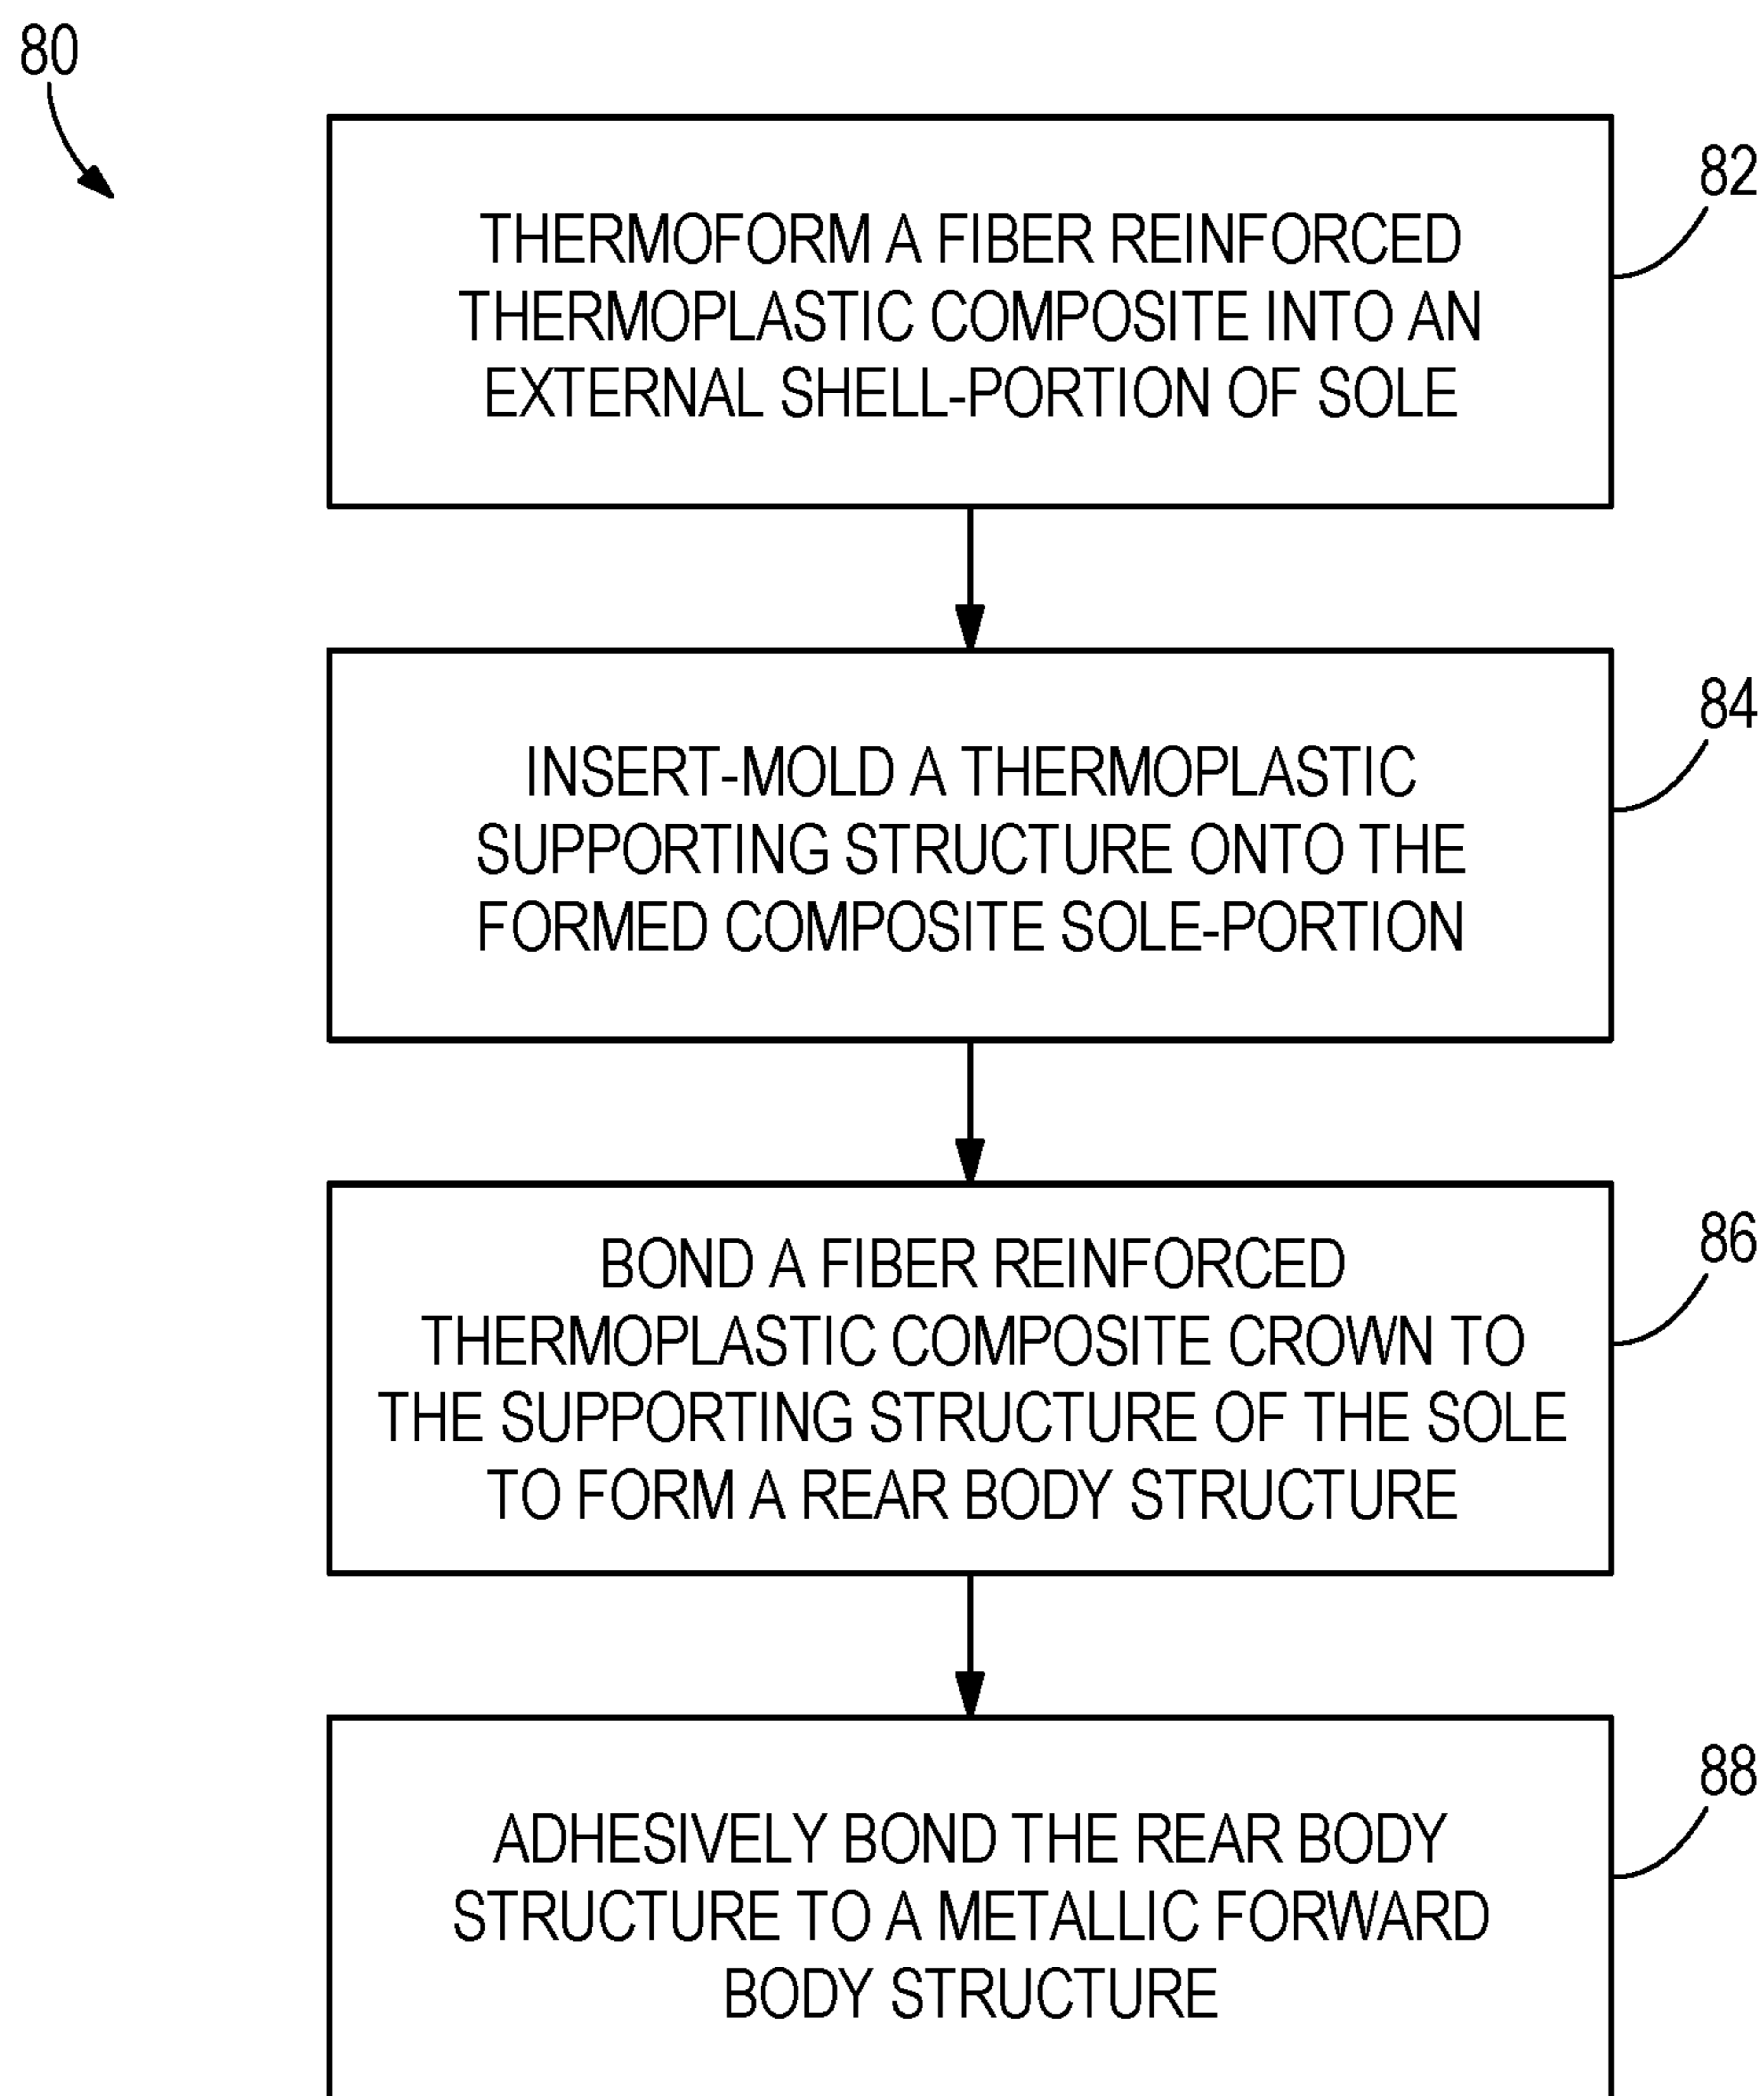 80
82
THERMOFORM A FIBER REINFORCED
THERMOPLASTIC COMPOSITE INTO AN
EXTERNAL SHELL-PORTION OF SOLE
84
INSERT-MOLD A THERMOPLASTIC
SUPPORTING STRUCTURE ONTO THE
FORMED COMPOSITE SOLE-PORTION
86
BOND A FIBER REINFORCED
THERMOPLASTIC COMPOSITE CROWN TO
THE SUPPORTING STRUCTURE OF THE SOLE
TO FORM A REAR BODY STRUCTURE
88
ADHESIVELY BOND THE REAR BODY
STRUCTURE TO A METALLIC FORWARD
BODY STRUCTURE